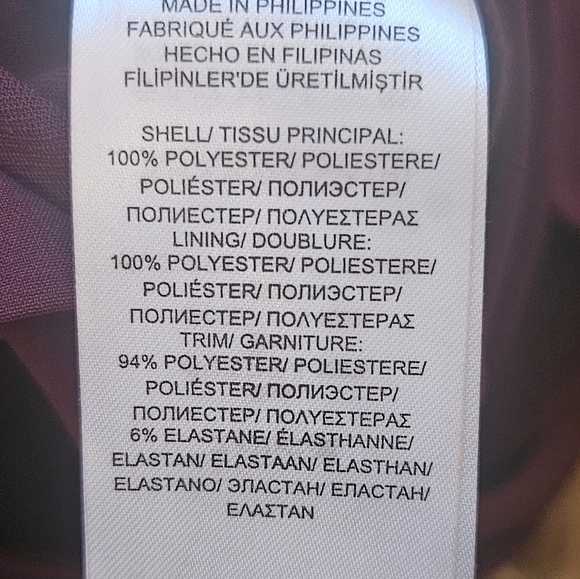 MADE IN PHILIPPINES
FABRIQUÉ AUX PHILIPPINES
HECHO EN FILIPINAS
FİLİPİNLER'DE ÜRETİLMİŞTİR
SHELL/ TISSU PRINCIPAL:
100% POLYESTER/ POLIESTERE/
POLIÉSTER/ ПОЛИЭСТЕР/
ПОЛИЕСТЕР/ ΠΟΛΥΕΣΤΕΡΑΣ
LINING/ DOUBLURE:
100% POLYESTER/ POLIESTERE/
POLIÉSTER/ ПОЛИЭСТЕР/
ПОЛИЕСТЕР/ ΠΟΛΥΕΣΤΕΡΑΣ
TRIM/ GARNITURE:
94% POLYESTER/ POLIESTERE/
POLIÉSTER/ ПОЛИЭСТЕР/
ПОЛИЕСТЕР/ ΠΟΛΥΕΣΤΕΡΑΣ
6% ELASTANE/ ÉLASTHANNE/
ELASTAN/ ELASTAAN/ ELASTHAN/
ELASTANO/ ЭЛАСТАН/ ЕЛАСТАН/
ΕΛΑΣΤΑΝ